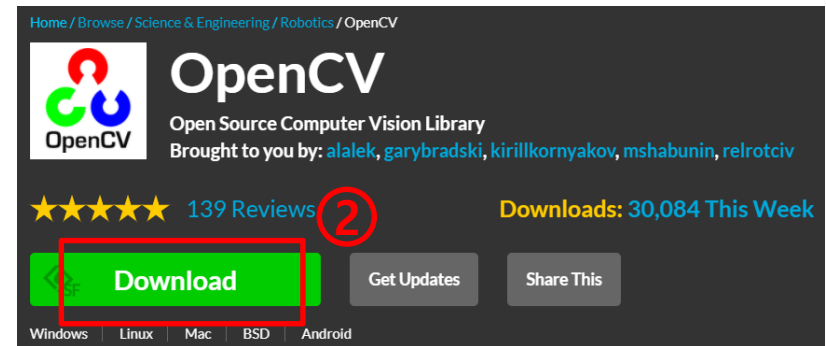 Home / Browse / Science & Engineering / Robotics / OpenCV
OpenCV
OpenCV
Open Source Computer Vision Library
Brought to you by: alalek, garybradski, kirillkornyakov, mshabunin, relrotciv
139 Reviews
②
Downloads: 30,084 This Week
SF
Download
Get Updates
Share This
Windows
Linux
Mac
BSD
Android